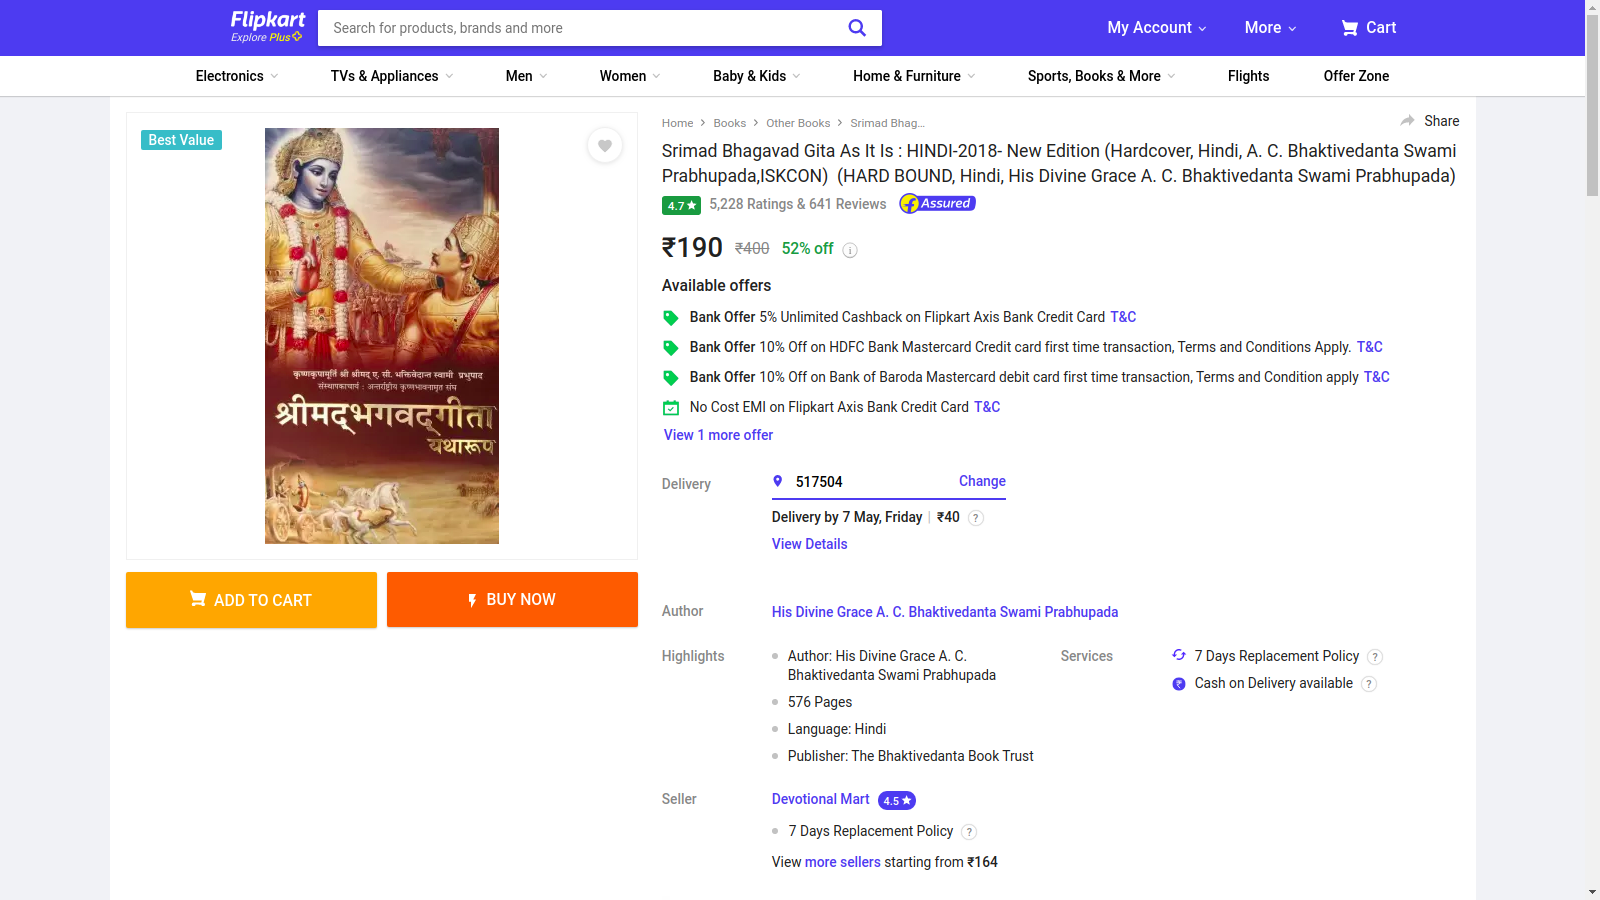 Flipkart
Explore Plus
Search for products, brands and more
My Account
More
Cart
Electronics
TVs & Appliances
Men
Women
Baby & Kids
Home & Furniture
Sports, Books & More
Flights
Offer Zone
Best Value
कृष्णकृपामूर्ति श्री श्रीमद् ए. सी. भक्तिवेदान्त स्वामी प्रभुपाद
संस्थापकाचार्य : अन्तर्राष्ट्रीय कृष्णभावनामृत संघ
श्रीमद्भगवद्गीता
यथारूप
ADD TO CART
BUY NOW
Home
Books
Other Books
Srimad Bhag...
Share
Srimad Bhagavad Gita As It Is : HINDI-2018- New Edition (Hardcover, Hindi, A. C. Bhaktivedanta Swami
Prabhupada,ISKCON) (HARD BOUND, Hindi, His Divine Grace A. C. Bhaktivedanta Swami Prabhupada)
4.7
5,228 Ratings & 641 Reviews
Assured
₹190 ₹400 52% off
Available offers
Bank Offer 5% Unlimited Cashback on Flipkart Axis Bank Credit Card T&C
Bank Offer 10% Off on HDFC Bank Mastercard Credit card first time transaction, Terms and Conditions Apply. T&C
Bank Offer 10% Off on Bank of Baroda Mastercard debit card first time transaction, Terms and Condition apply T&C
No Cost EMI on Flipkart Axis Bank Credit Card T&C
View 1 more offer
Delivery
517504
Change
Delivery by 7 May, Friday | ₹40 ?
View Details
Author
His Divine Grace A. C. Bhaktivedanta Swami Prabhupada
Highlights
Author: His Divine Grace A. C.
Bhaktivedanta Swami Prabhupada
576 Pages
Language: Hindi
Publisher: The Bhaktivedanta Book Trust
Services
7 Days Replacement Policy ?
Cash on Delivery available ?
Seller
Devotional Mart 4.5
7 Days Replacement Policy ?
View more sellers starting from ₹164